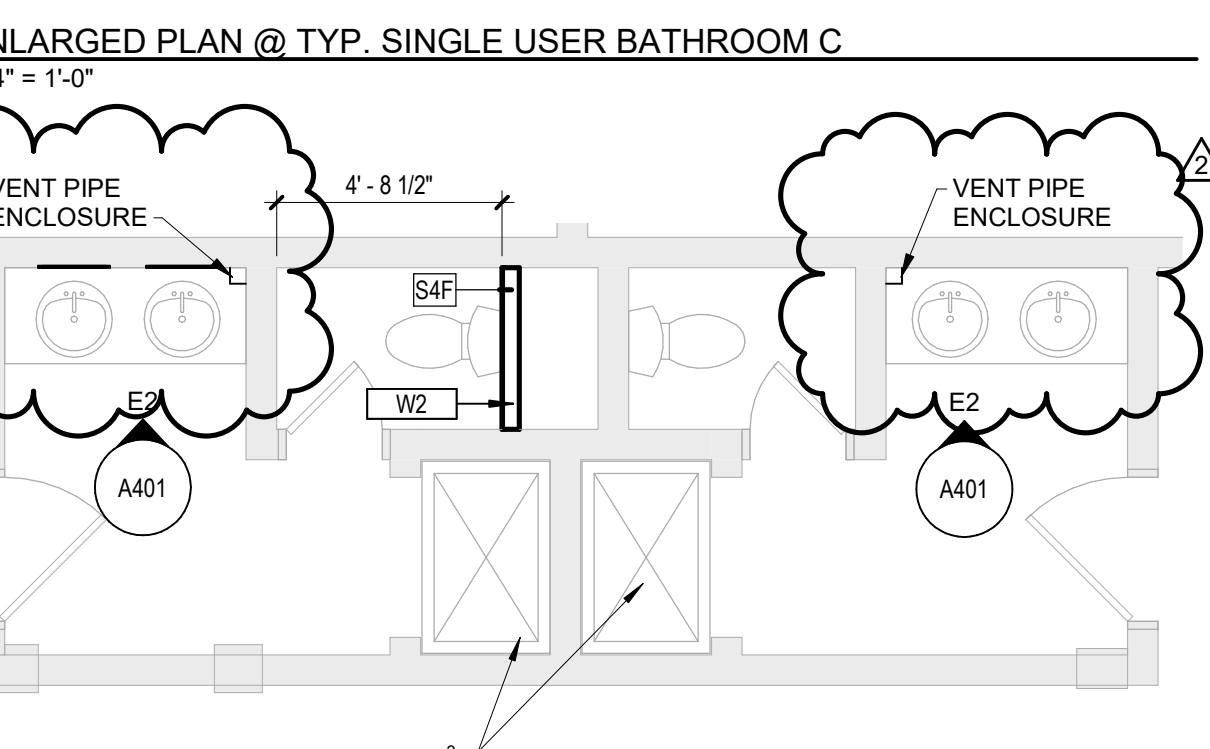 NLARGED PLAN @ TYP. SINGLE USER BATHROOM C
4" = 1'-0"
2
VENT PIPE
ENCLOSURE
4' - 8 1/2"
VENT PIPE
ENCLOSURE
S4F
W2
E2
E2
A401
A401